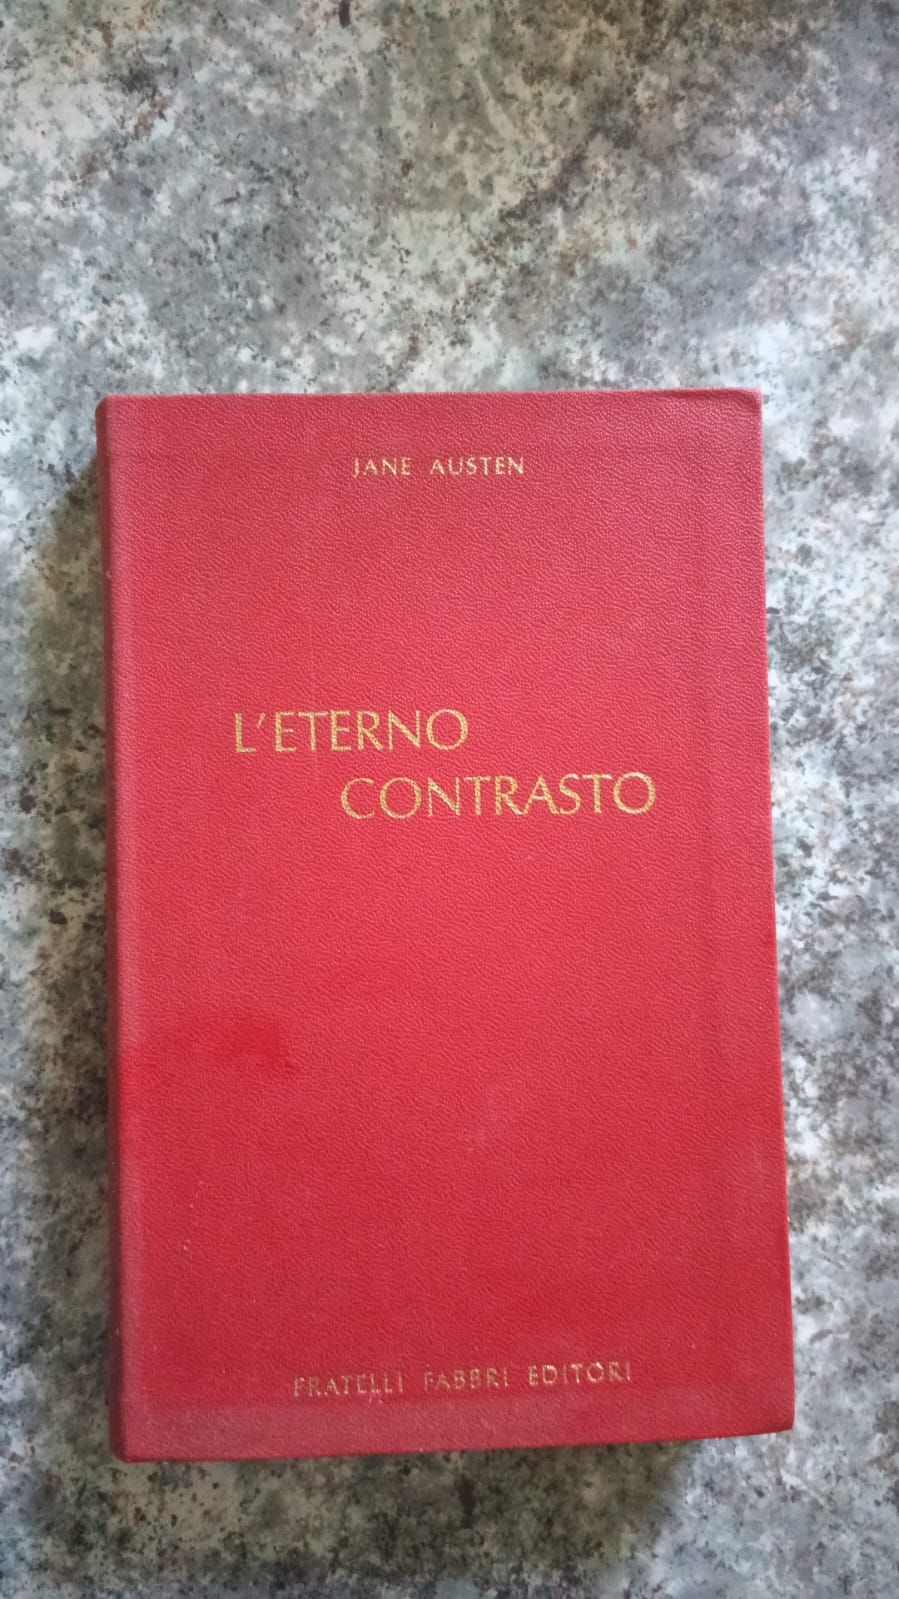 JANE AUSTEN
L'ETERNO
CONTRASTO
FRATELLI FABBRI EDITORI